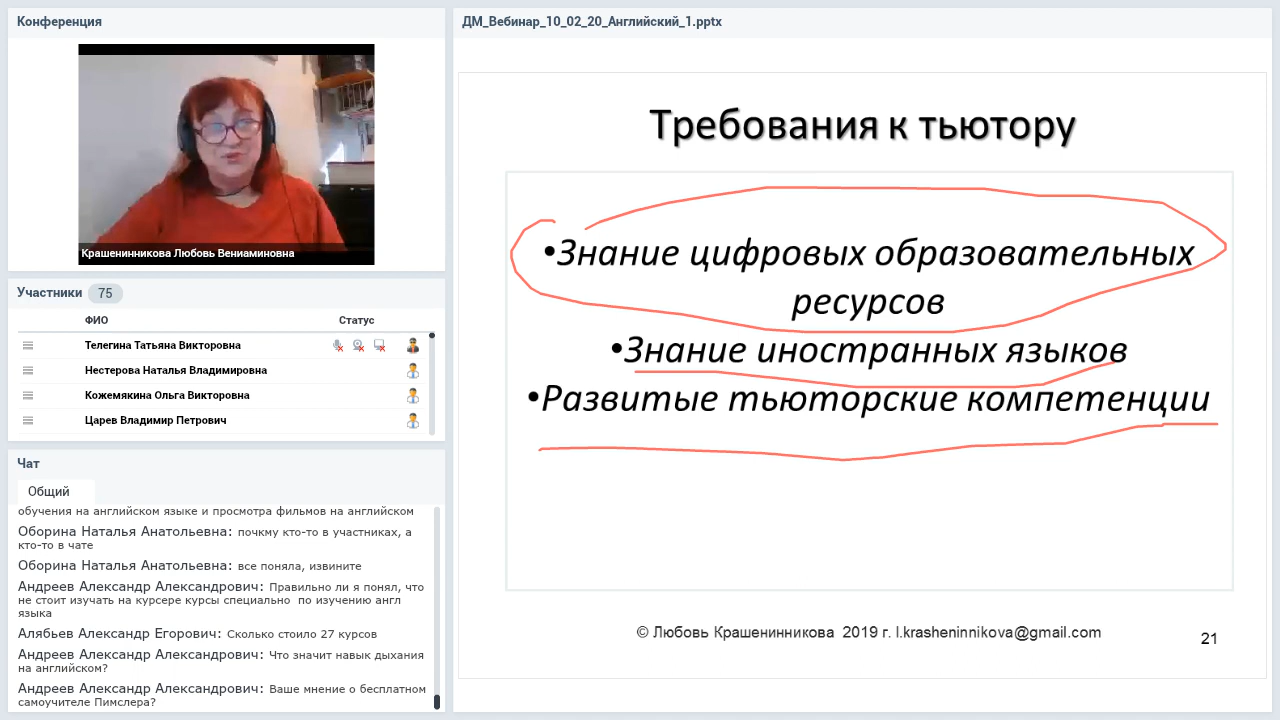 Конференция
Крашенинникова Любовь Вениаминовна
Участники 75
ФИО Статус
Телегина Татьяна Викторовна
Нестерова Наталья Владимировна
Кожемякина Ольга Викторовна
Царев Владимир Петрович
Чат
Общий
обучения на английском языке и просмотра фильмов на английском
Оборина Наталья Анатольевна: почкму кто-то в участниках, а
кто-то в чате
Оборина Наталья Анатольевна: все поняла, извините
Андреев Александр Александрович: Правильно ли я понял, что
не стоит изучать на курсере курсы специально по изучению англ
языка
Алябьев Александр Егорович: Сколько стоило 27 курсов
Андреев Александр Александрович: Что значит навык дыхания
на английском?
Андреев Александр Александрович: Ваше мнение о бесплатном
самоучителе Пимслера?
ДМ_Вебинар_10_02_20_Английский_1.pptx
Требования к тьютору
•Знание цифровых образовательных
ресурсов
•Знание иностранных языков
•Развитые тьюторские компетенции
© Любовь Крашенинникова 2019 г. l.krasheninnikova@gmail.com
21